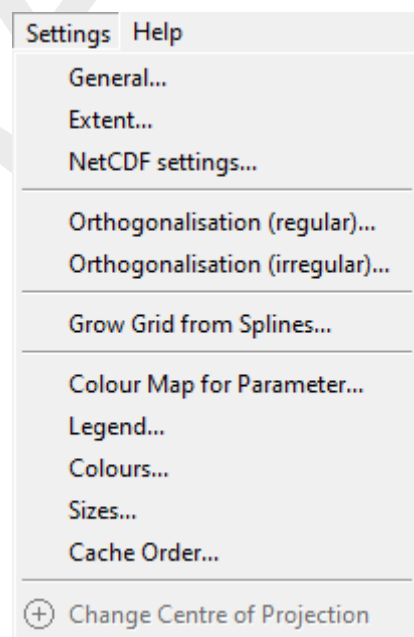 Settings Help
General...
Extent...
NetCDF settings...
Orthogonalisation (regular)...
Orthogonalisation (irregular)...
Grow Grid from Splines...
Colour Map for Parameter...
Legend...
Colours...
Sizes...
Cache Order...
Change Centre of Projection